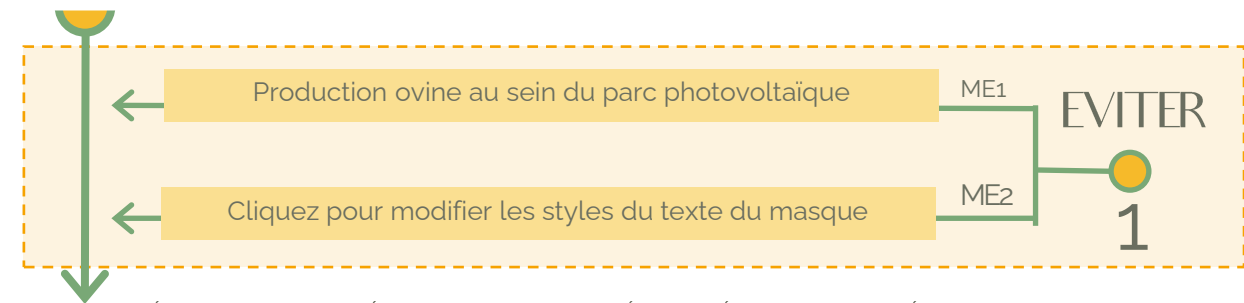 Production ovine au sein du parc photovoltaïque
ME1
EVITER
Cliquez pour modifier les styles du texte du masque
ME2
1